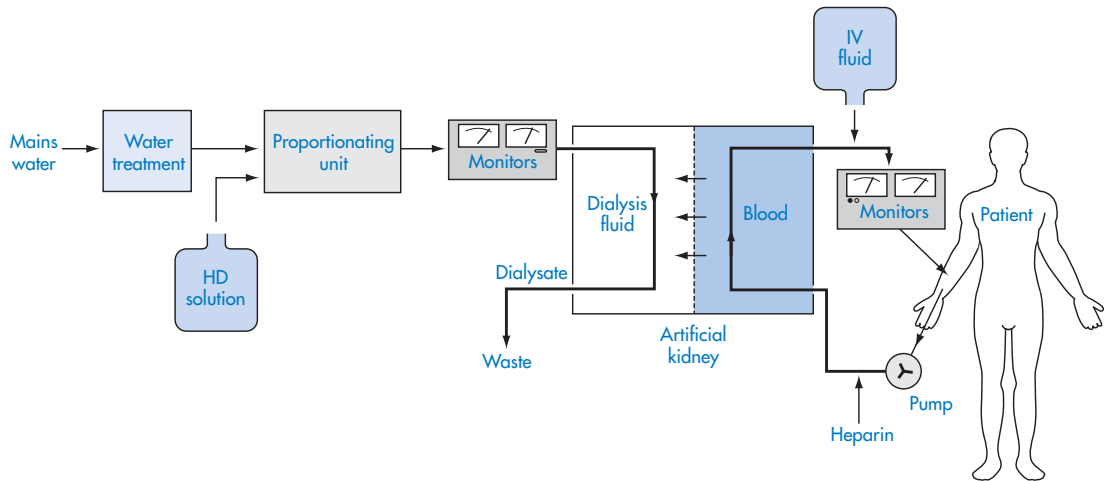 Mains
water
Water
treatment
HD
solution
Proportionating
unit
Monitors
Dialysis
fluid
Dialysate
Waste
Artificial
kidney
Blood
IV
fluid
Monitors
Patient
Pump
Heparin